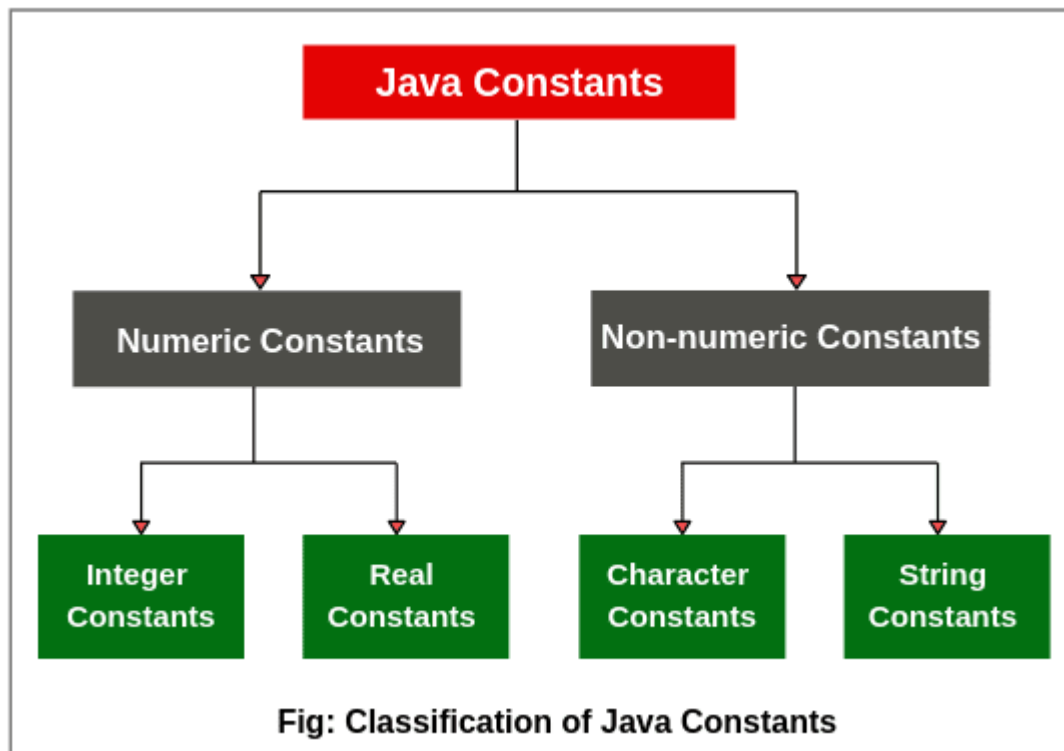 Java Constants
Numeric Constants
Non-numeric Constants
Integer
Constants
Real
Constants
Character
Constants
String
Constants
Fig: Classification of Java Constants